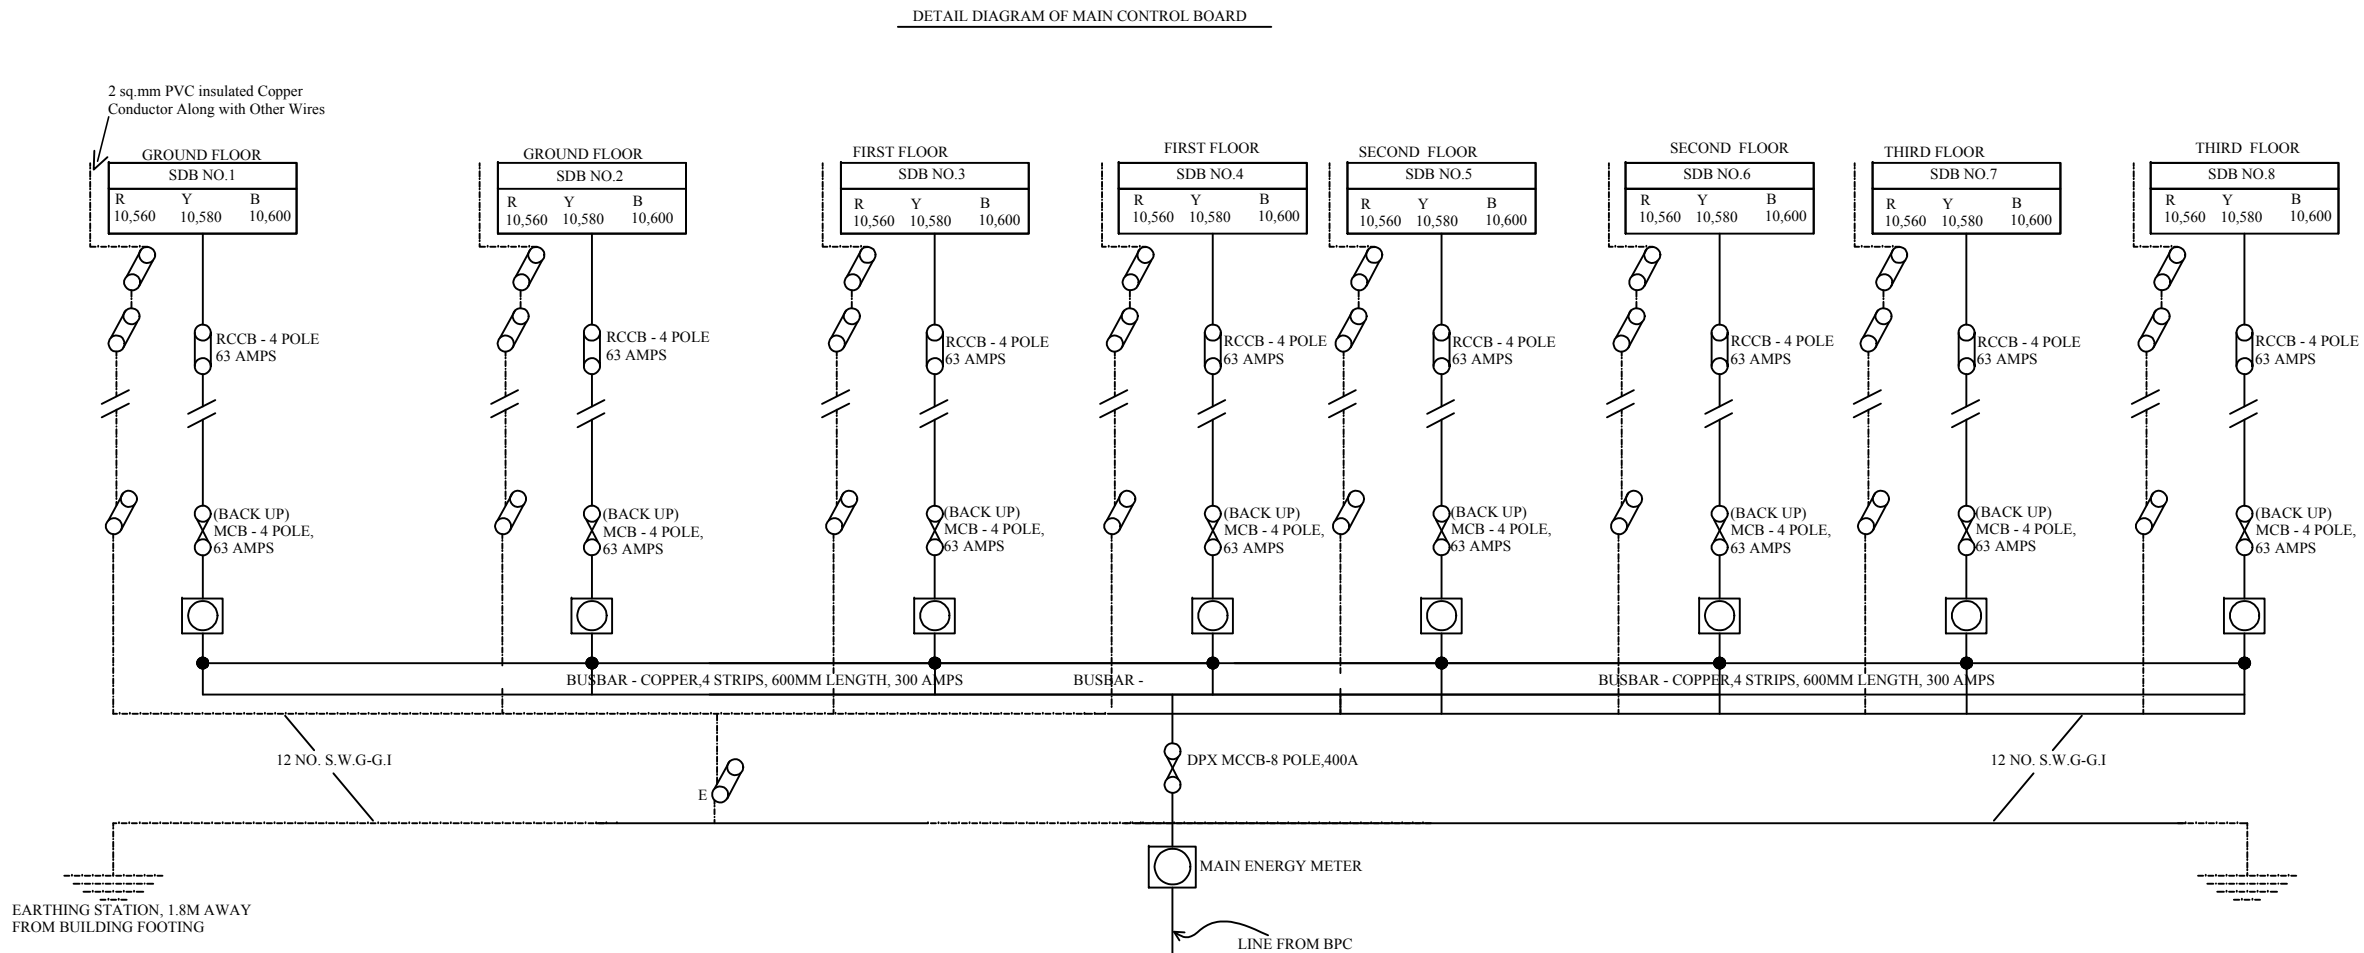 DETAIL DIAGRAM OF MAIN CONTROL BOARD
2 sq.mm PVC insulated Copper
Conductor Along with Other Wires
GROUND FLOOR
SDB NO.1
R Y B
10,560 10,580 10,600
GROUND FLOOR
SDB NO.2
R Y B
10,560 10,580 10,600
FIRST FLOOR
SDB NO.3
R Y B
10,560 10,580 10,600
FIRST FLOOR
SDB NO.4
R Y B
10,560 10,580 10,600
SECOND FLOOR
SDB NO.5
R Y B
10,560 10,580 10,600
SECOND FLOOR
SDB NO.6
R Y B
10,560 10,580 10,600
THIRD FLOOR
SDB NO.7
R Y B
10,560 10,580 10,600
THIRD FLOOR
SDB NO.8
R Y B
10,560 10,580 10,600
RCCB - 4 POLE
63 AMPS
RCCB - 4 POLE
63 AMPS
RCCB - 4 POLE
63 AMPS
RCCB - 4 POLE
63 AMPS
RCCB - 4 POLE
63 AMPS
RCCB - 4 POLE
63 AMPS
RCCB - 4 POLE
63 AMPS
RCCB - 4 POLE
63 AMPS
(BACK UP)
MCB - 4 POLE,
63 AMPS
(BACK UP)
MCB - 4 POLE,
63 AMPS
(BACK UP)
MCB - 4 POLE,
63 AMPS
(BACK UP)
MCB - 4 POLE,
63 AMPS
(BACK UP)
MCB - 4 POLE,
63 AMPS
(BACK UP)
MCB - 4 POLE,
63 AMPS
(BACK UP)
MCB - 4 POLE,
63 AMPS
(BACK UP)
MCB - 4 POLE,
63 AMPS
BUSBAR - COPPER,4 STRIPS, 600MM LENGTH, 300 AMPS
BUSBAR -
BUSBAR - COPPER,4 STRIPS, 600MM LENGTH, 300 AMPS
12 NO. S.W.G-G.I
DPX MCCB-8 POLE,400A
12 NO. S.W.G-G.I
E
MAIN ENERGY METER
EARTHING STATION, 1.8M AWAY
FROM BUILDING FOOTING
LINE FROM BPC